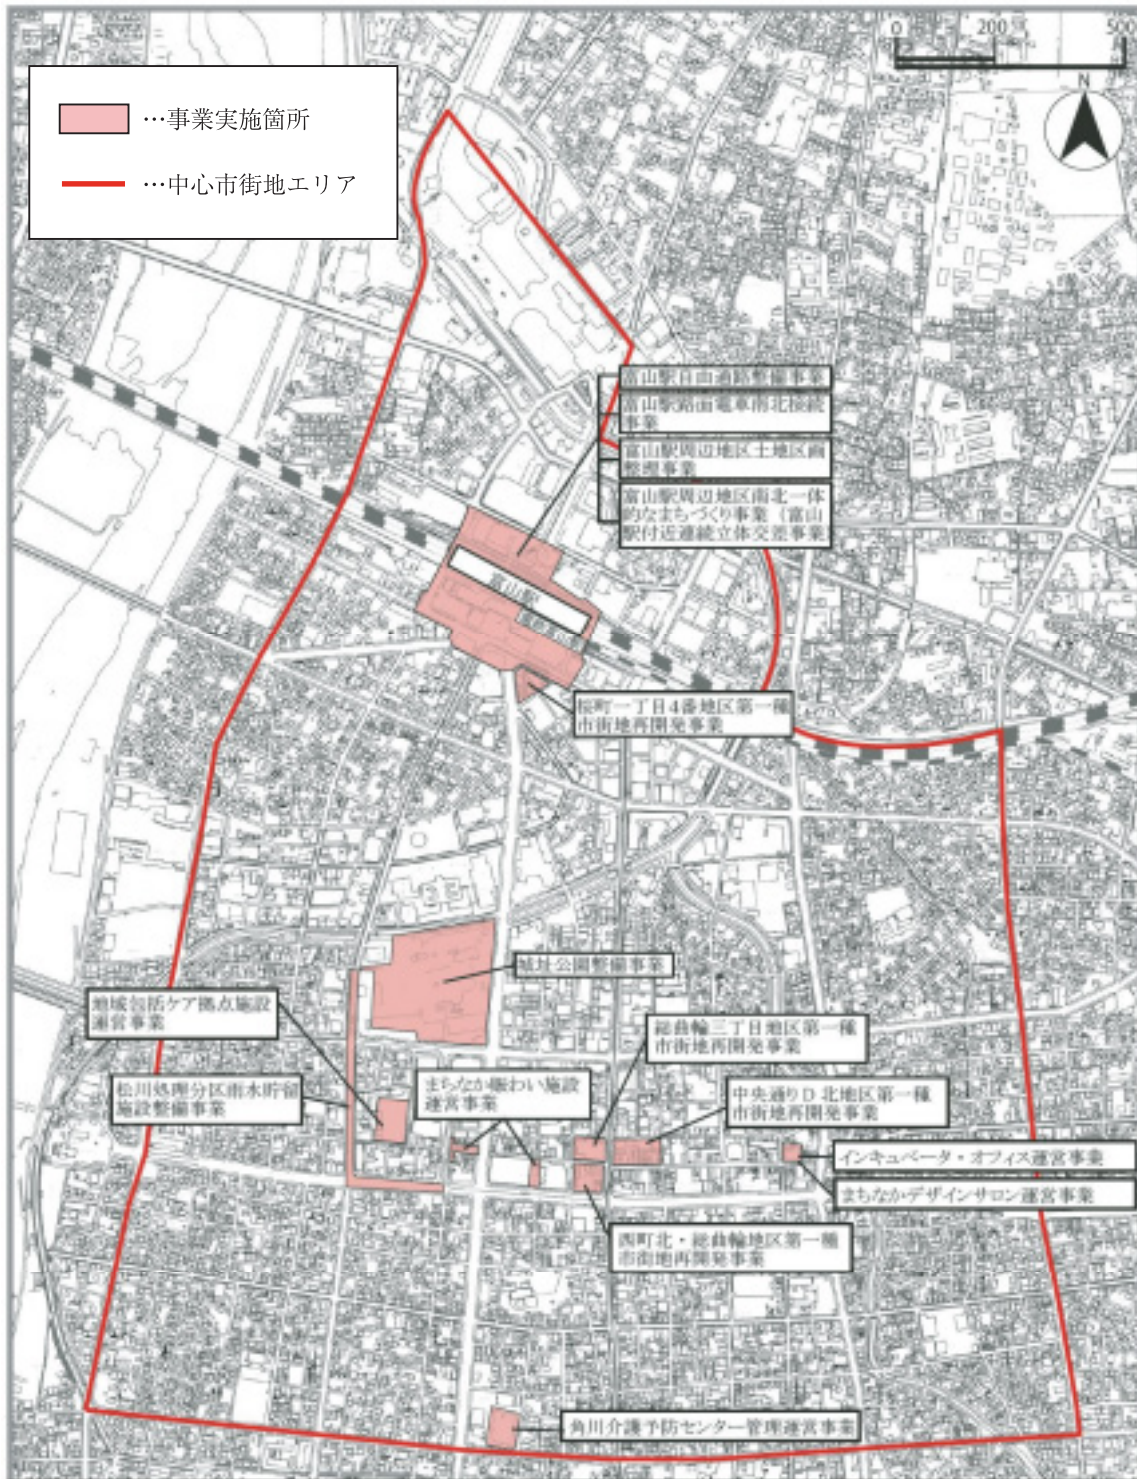 0 200 500
N
…事業実施箇所
…中心市街地エリア
富山駅自由通路整備事業
富山駅路面電車南北接続
事業
富山駅周辺地区土地区画
整理事業
富山駅周辺地区南北一体
的なまちづくり事業（富山
駅付近連続立体交差事業）
富山駅
桜町一丁目4番地区第一種
市街地再開発事業
城址公園整備事業
地域包括ケア拠点施設
運営事業
総曲輪三丁目地区第一種
市街地再開発事業
松川処理分区雨水貯留
施設整備事業
まちなか賑わい施設
運営事業
中央通りD北地区第一種
市街地再開発事業
インキュベータ・オフィス運営事業
まちなかデザインサロン運営事業
西町北・総曲輪地区第一種
市街地再開発事業
角川介護予防センター管理運営事業